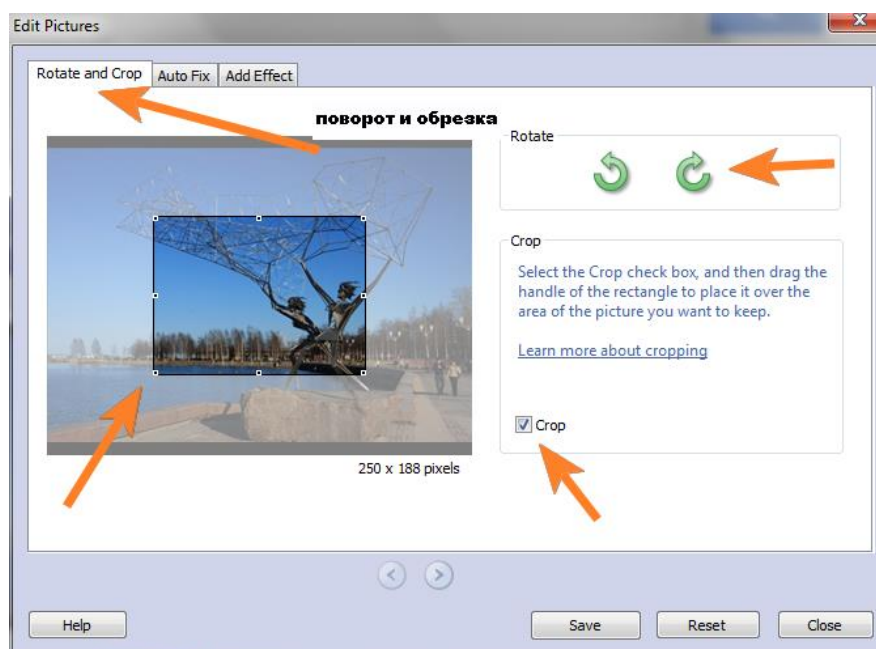 Edit Pictures
Rotate and Crop
Auto Fix
Add Effect
поворот и обрезка
Rotate
Crop
Select the Crop check box, and then drag the
handle of the rectangle to place it over the
area of the picture you want to keep.
Learn more about cropping
Crop
250 x 188 pixels
Help
Save
Reset
Close